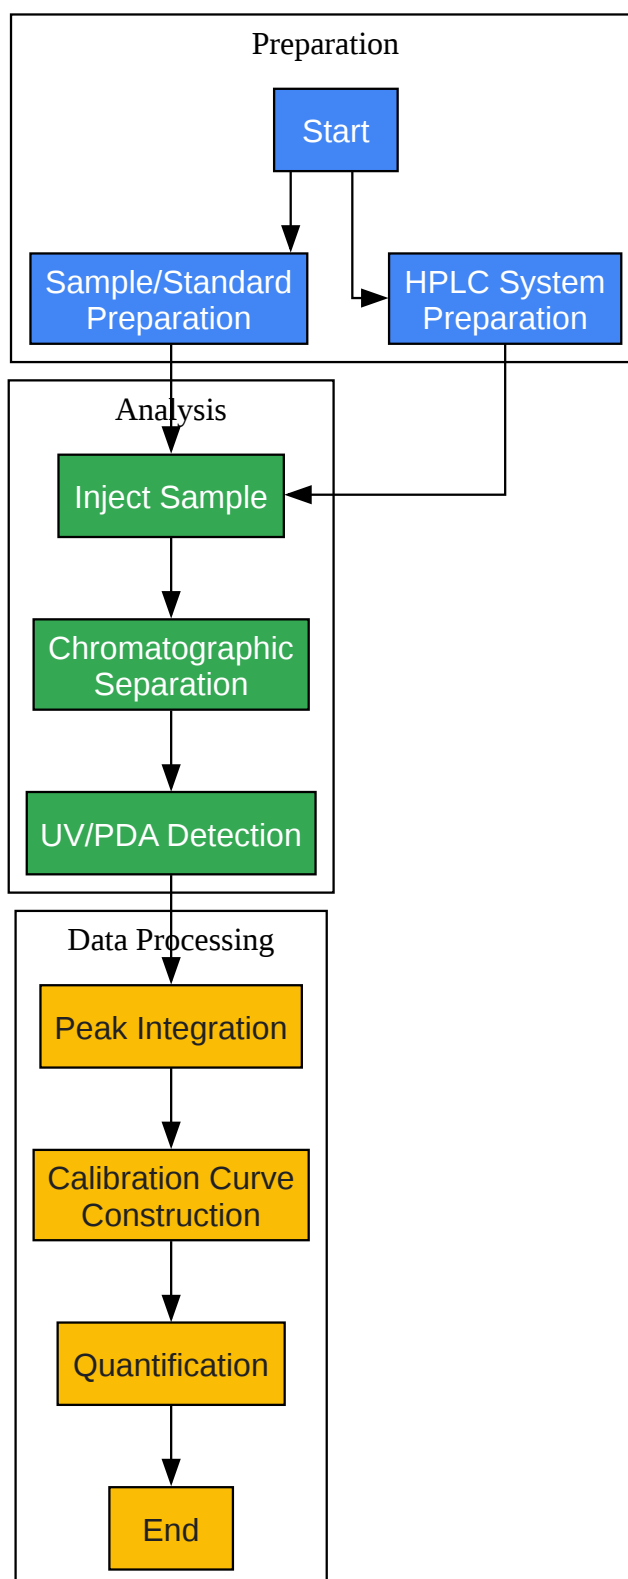 Preparation
Start
Sample/Standard
Preparation
HPLC System
Preparation
Analysis
Inject Sample
Chromatographic
Separation
UV/PDA Detection
Data Processing
Peak Integration
Calibration Curve
Construction
Quantification
End